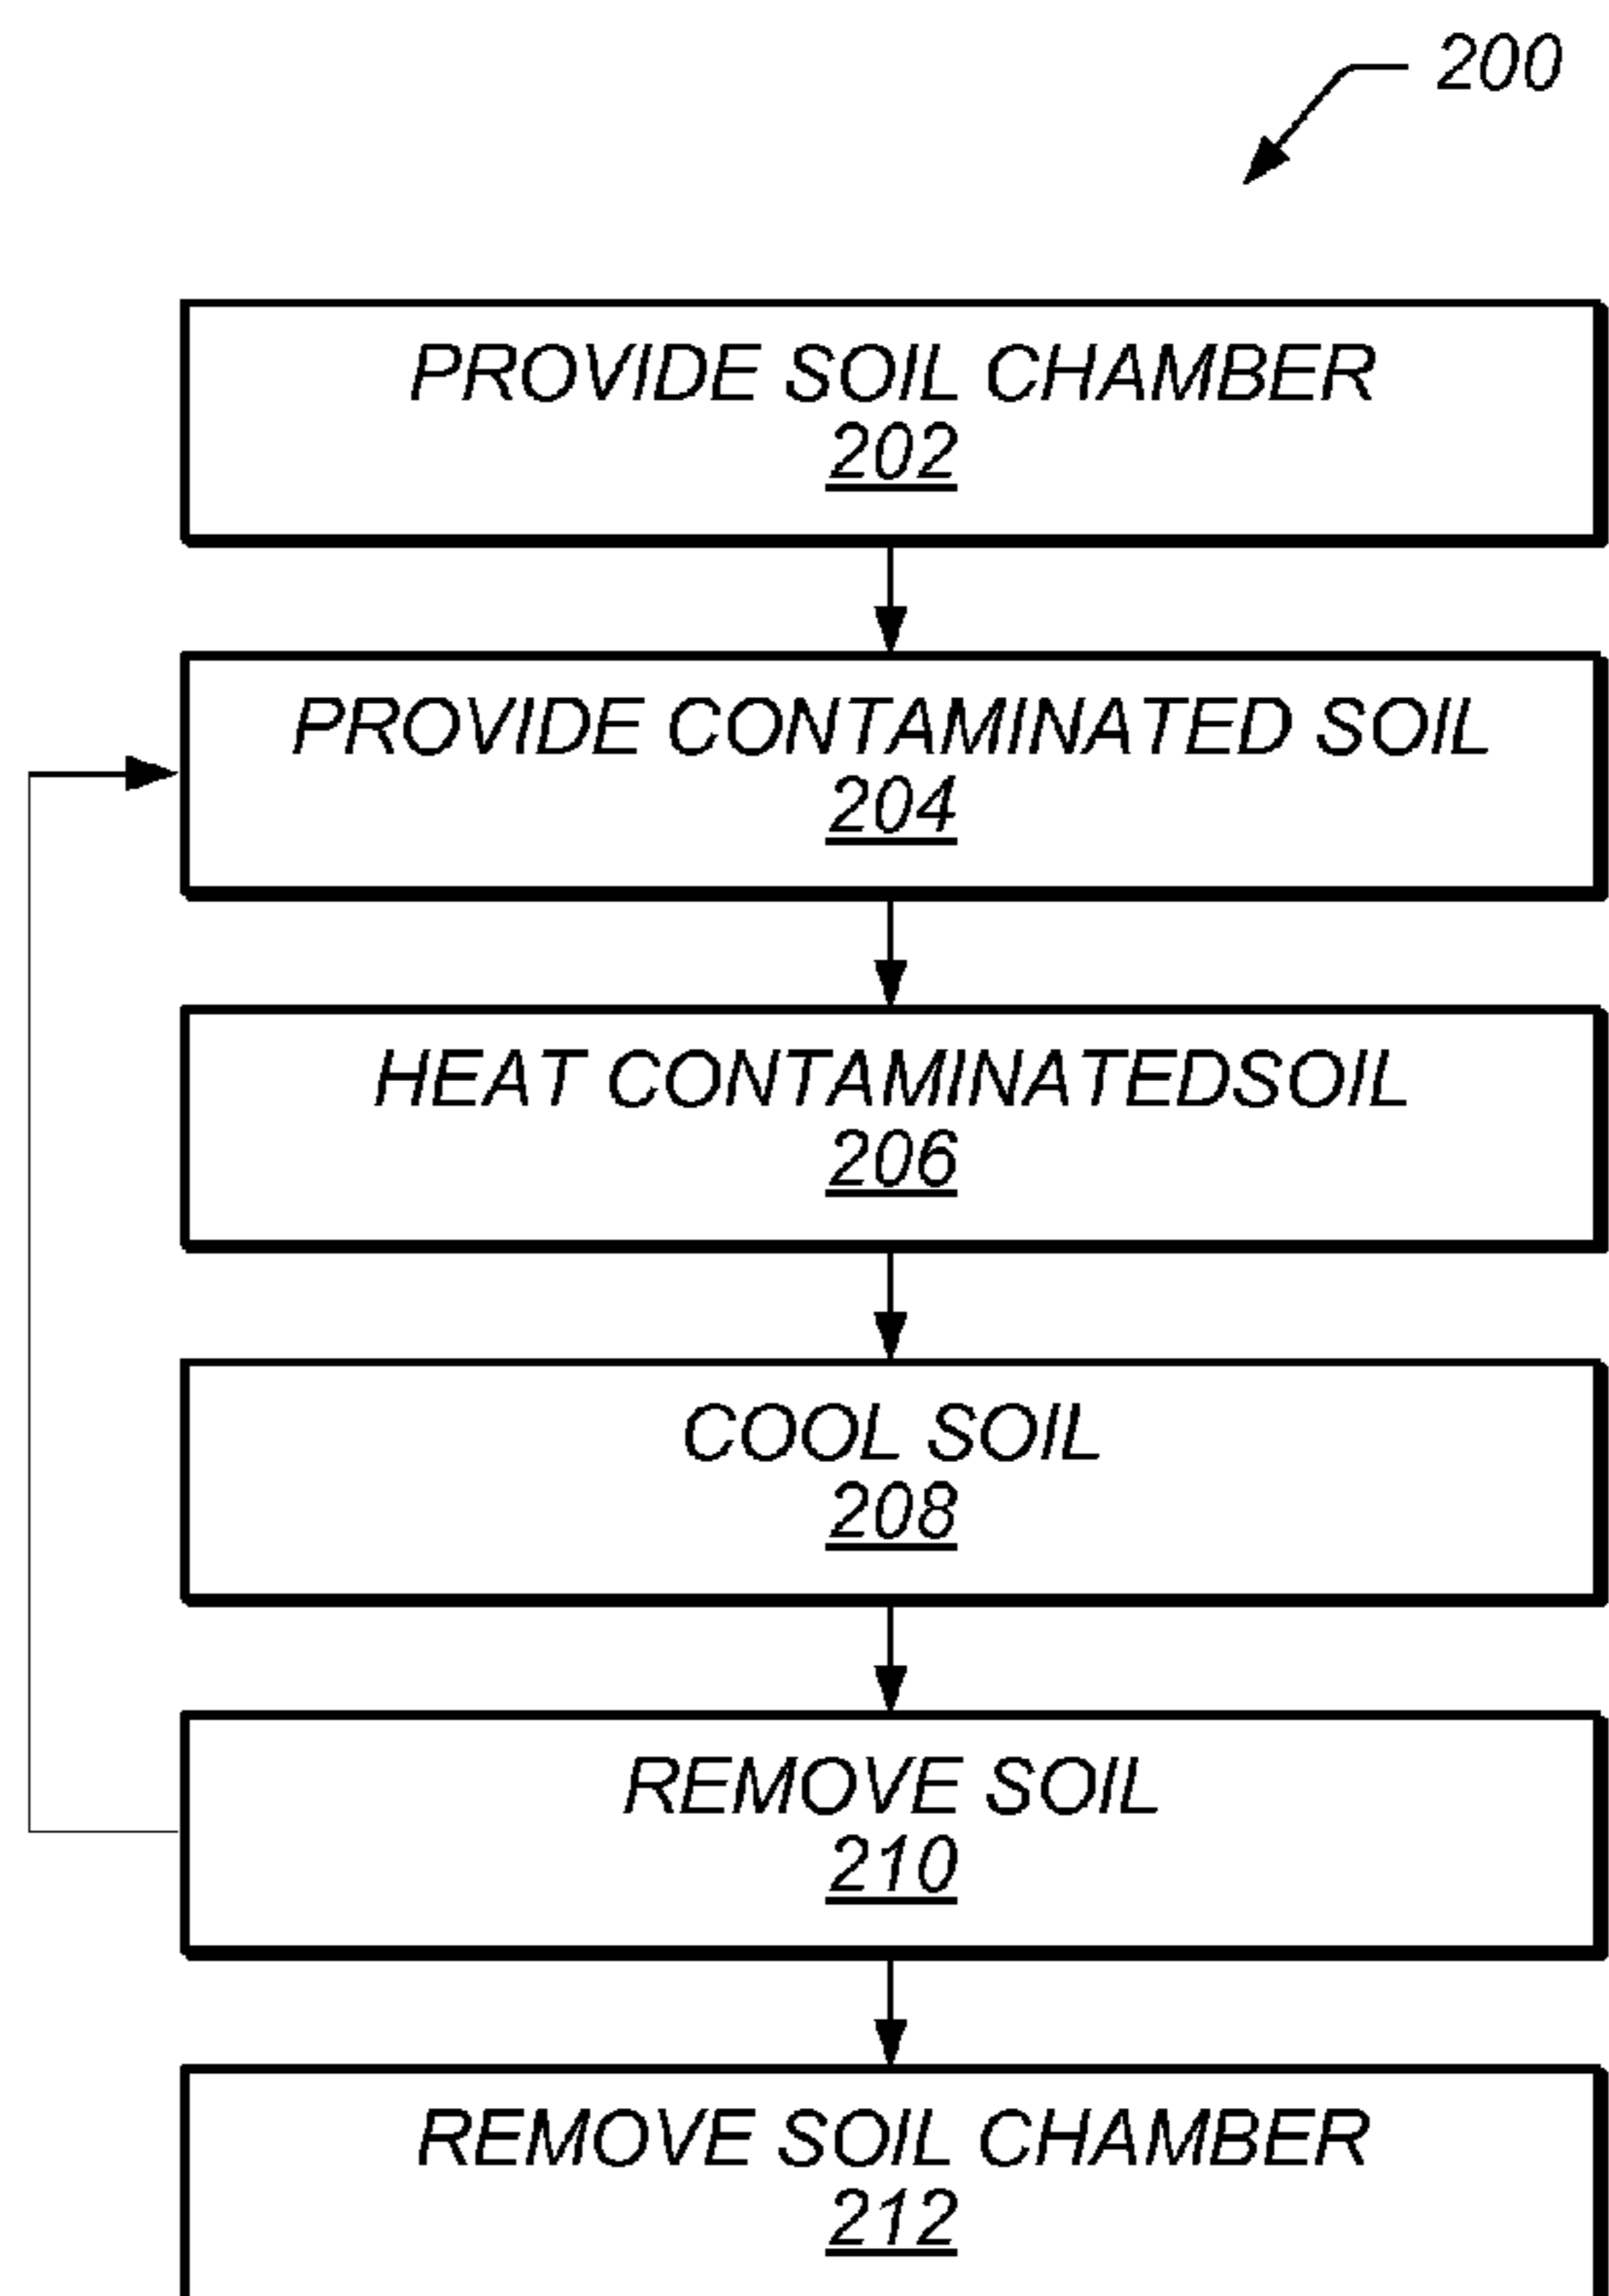 200
PROVIDE SOIL CHAMBER
202
PROVIDE CONTAMINATED SOIL
204
HEAT CONTAMINATEDSOIL
206
COOL SOIL
208
REMOVE SOIL
210
REMOVE SOIL CHAMBER
212